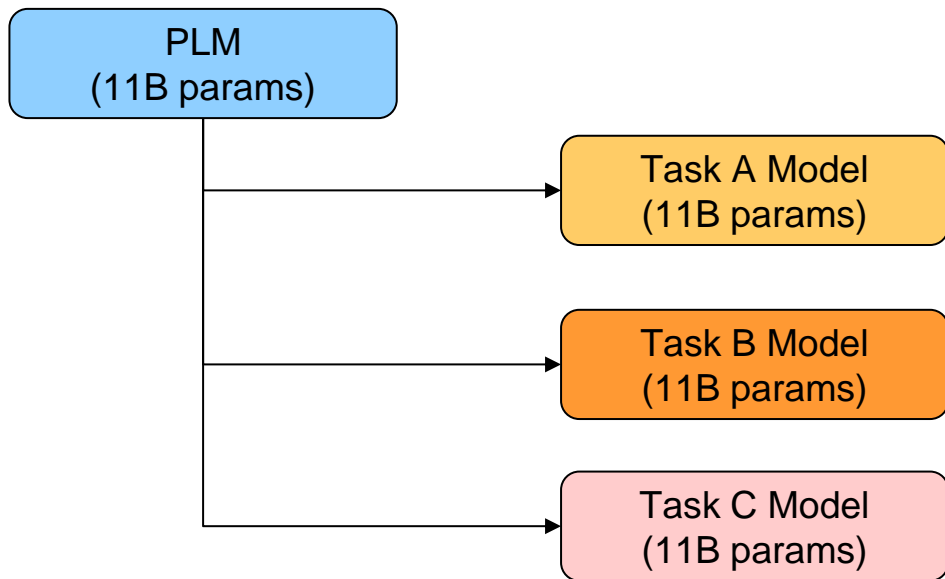 PLM
(11B params)
Task A Model
(11B params)
Task B Model
(11B params)
Task C Model
(11B params)